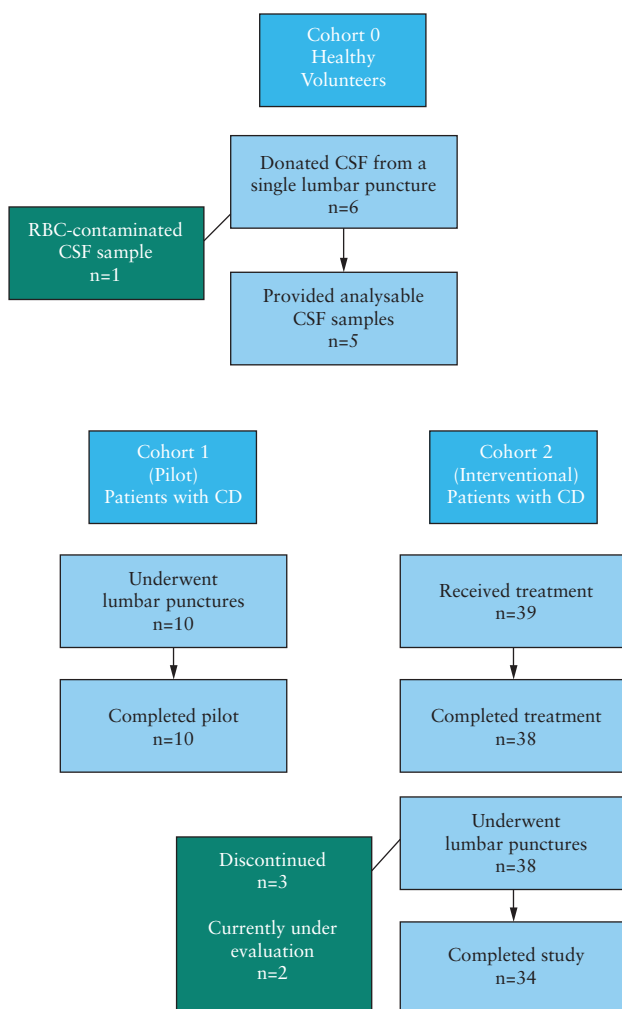 Cohort 0
Healthy
Volunteers
Donated CSF from a
single lumbar puncture
n=6
RBC-contaminated
CSF sample
n=1
Provided analysable
CSF samples
n=5
Cohort 1
(Pilot)
Patients with CD
Underwent
lumbar punctures
n=10
Completed pilot
n=10
Cohort 2
(Interventional)
Patients with CD
Received treatment
n=39
Completed treatment
n=38
Underwent
lumbar punctures
n=38
Discontinued
n=3
Currently under
evaluation
n=2
Completed study
n=34